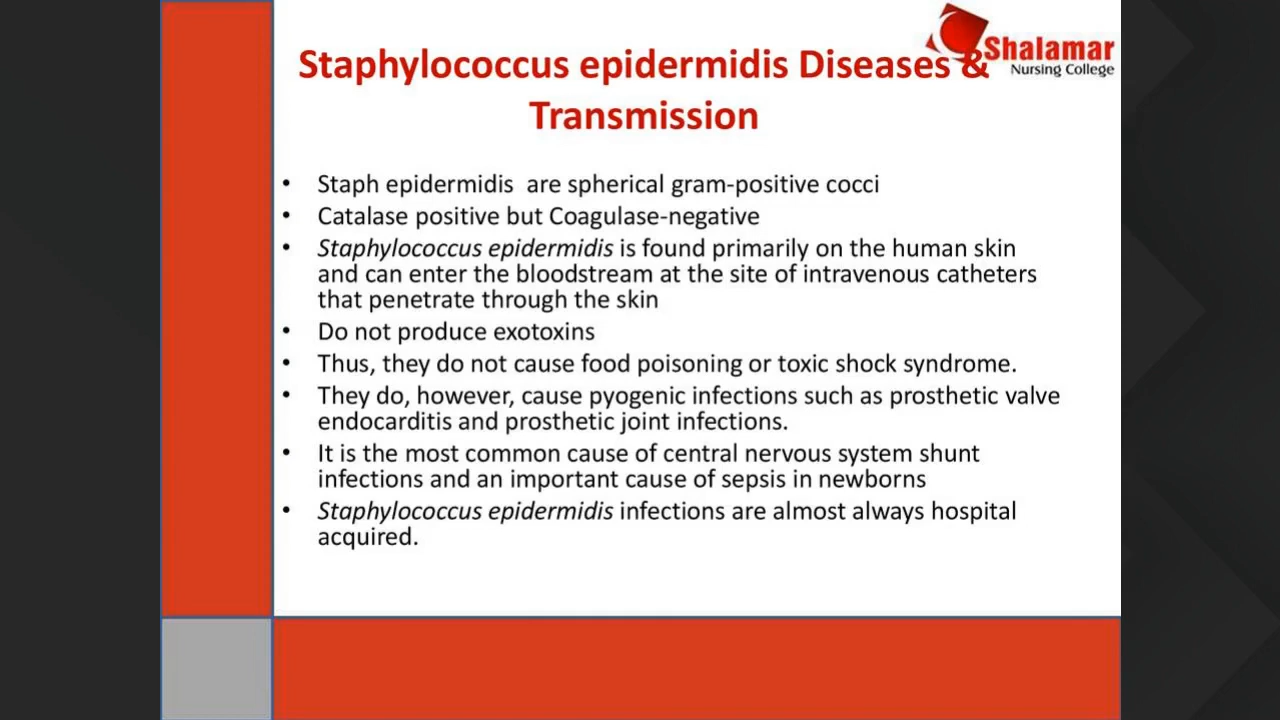 Shalamar
Nursing College
Staphylococcus epidermidis Diseases &
Transmission
• Staph epidermidis  are spherical gram-positive cocci
• Catalase positive but Coagulase-negative
• Staphylococcus epidermidis is found primarily on the human skin
and can enter the bloodstream at the site of intravenous catheters
that penetrate through the skin
• Do not produce exotoxins
• Thus, they do not cause food poisoning or toxic shock syndrome.
• They do, however, cause pyogenic infections such as prosthetic valve
endocarditis and prosthetic joint infections.
• It is the most common cause of central nervous system shunt
infections and an important cause of sepsis in newborns
• Staphylococcus epidermidis infections are almost always hospital
acquired.